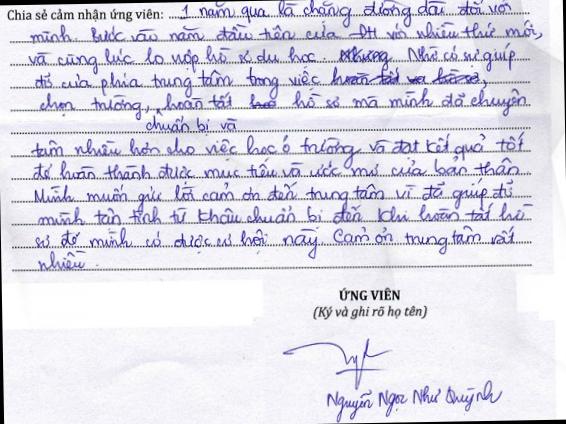 Chia sẻ cảm nhận ứng viên: 1 năm qua là chặng đường dài đối với
mình. Bước vào năm đầu tiên của ĐH với nhiều thứ mới,
và cùng lúc lo nộp hồ sơ du học. Nhưng Nhờ có sự giúp
đỡ của phía trung tâm trong việc hoàn tất và hồ sơ,
chọn trường, hoàn tất hồ sơ mà mình đã chuyên
chuẩn bị và
tâm nhiều hơn cho việc học ở trường và đạt kết quả tốt
để hoàn thành được mục tiêu và ước mơ của bản thân
Mình muốn gửi lời cảm ơn đến trung tâm vì đã giúp đỡ
mình tận tình từ khâu chuẩn bị đến khi hoàn tất hồ
sơ để mình có được cơ hội này. Cảm ơn trung tâm rất
nhiều.
ỨNG VIÊN
(Ký và ghi rõ họ tên)
Nguyễn Ngọc Như Quỳnh